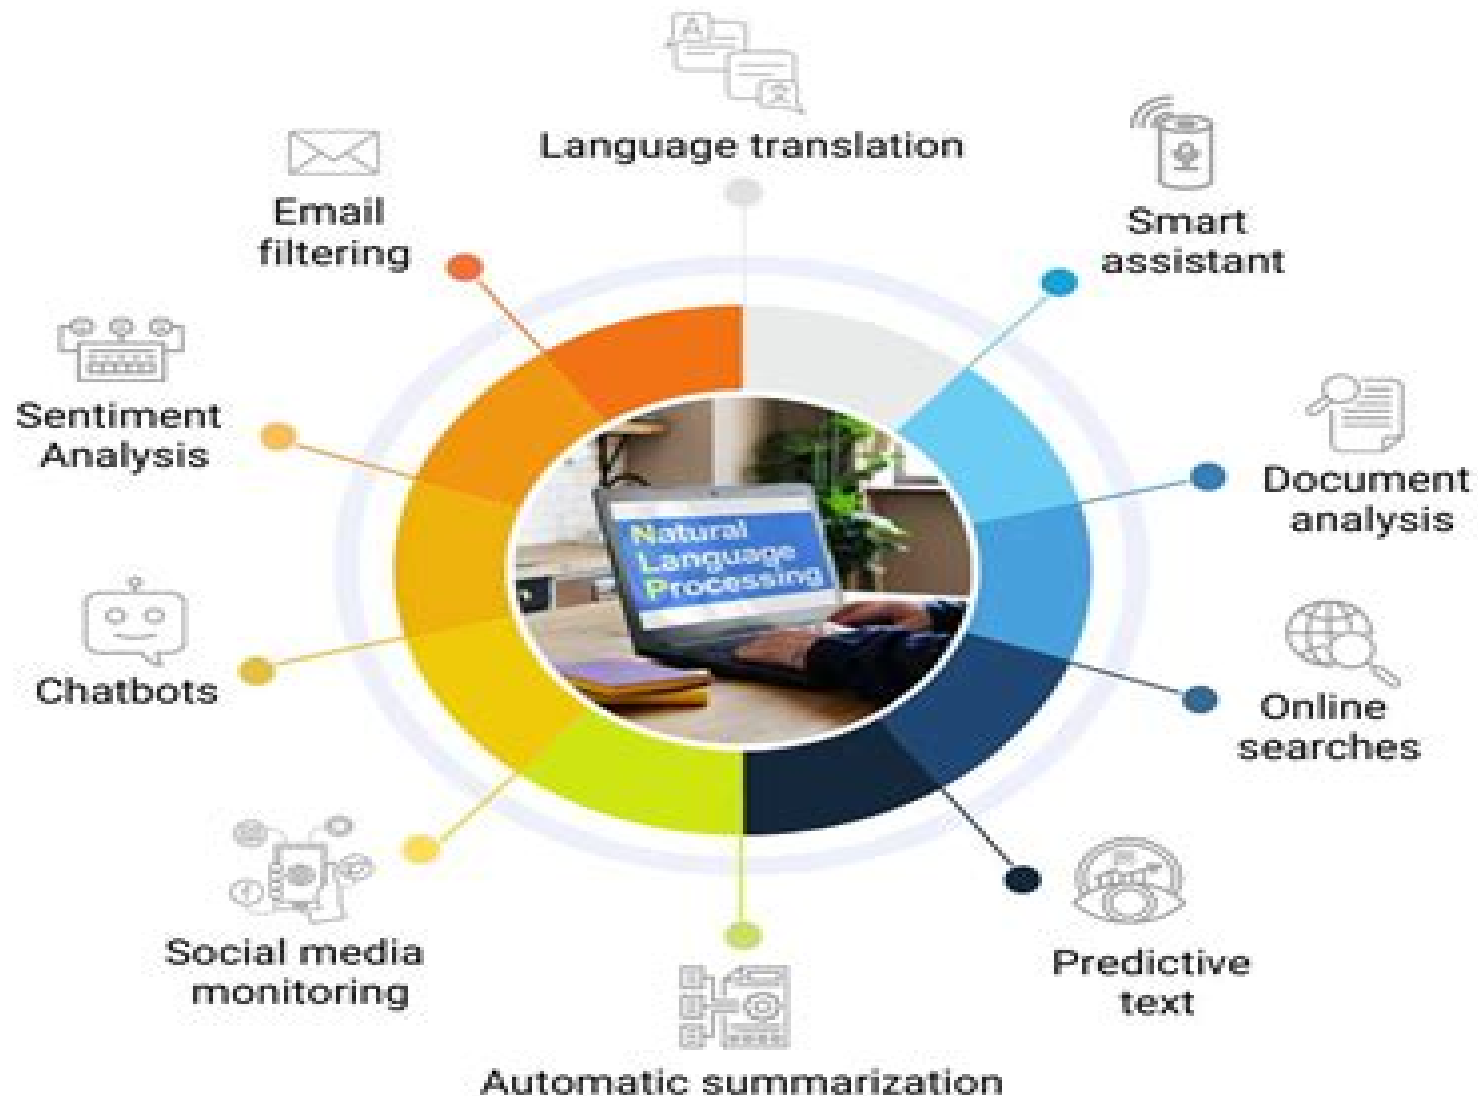 Language translation
Smart
assistant
Document
analysis
Online
searches
Predictive
text
Automatic summarization
Social media
monitoring
Chatbots
Sentiment
Analysis
Email
filtering
Natural
Language
Processing
A
文